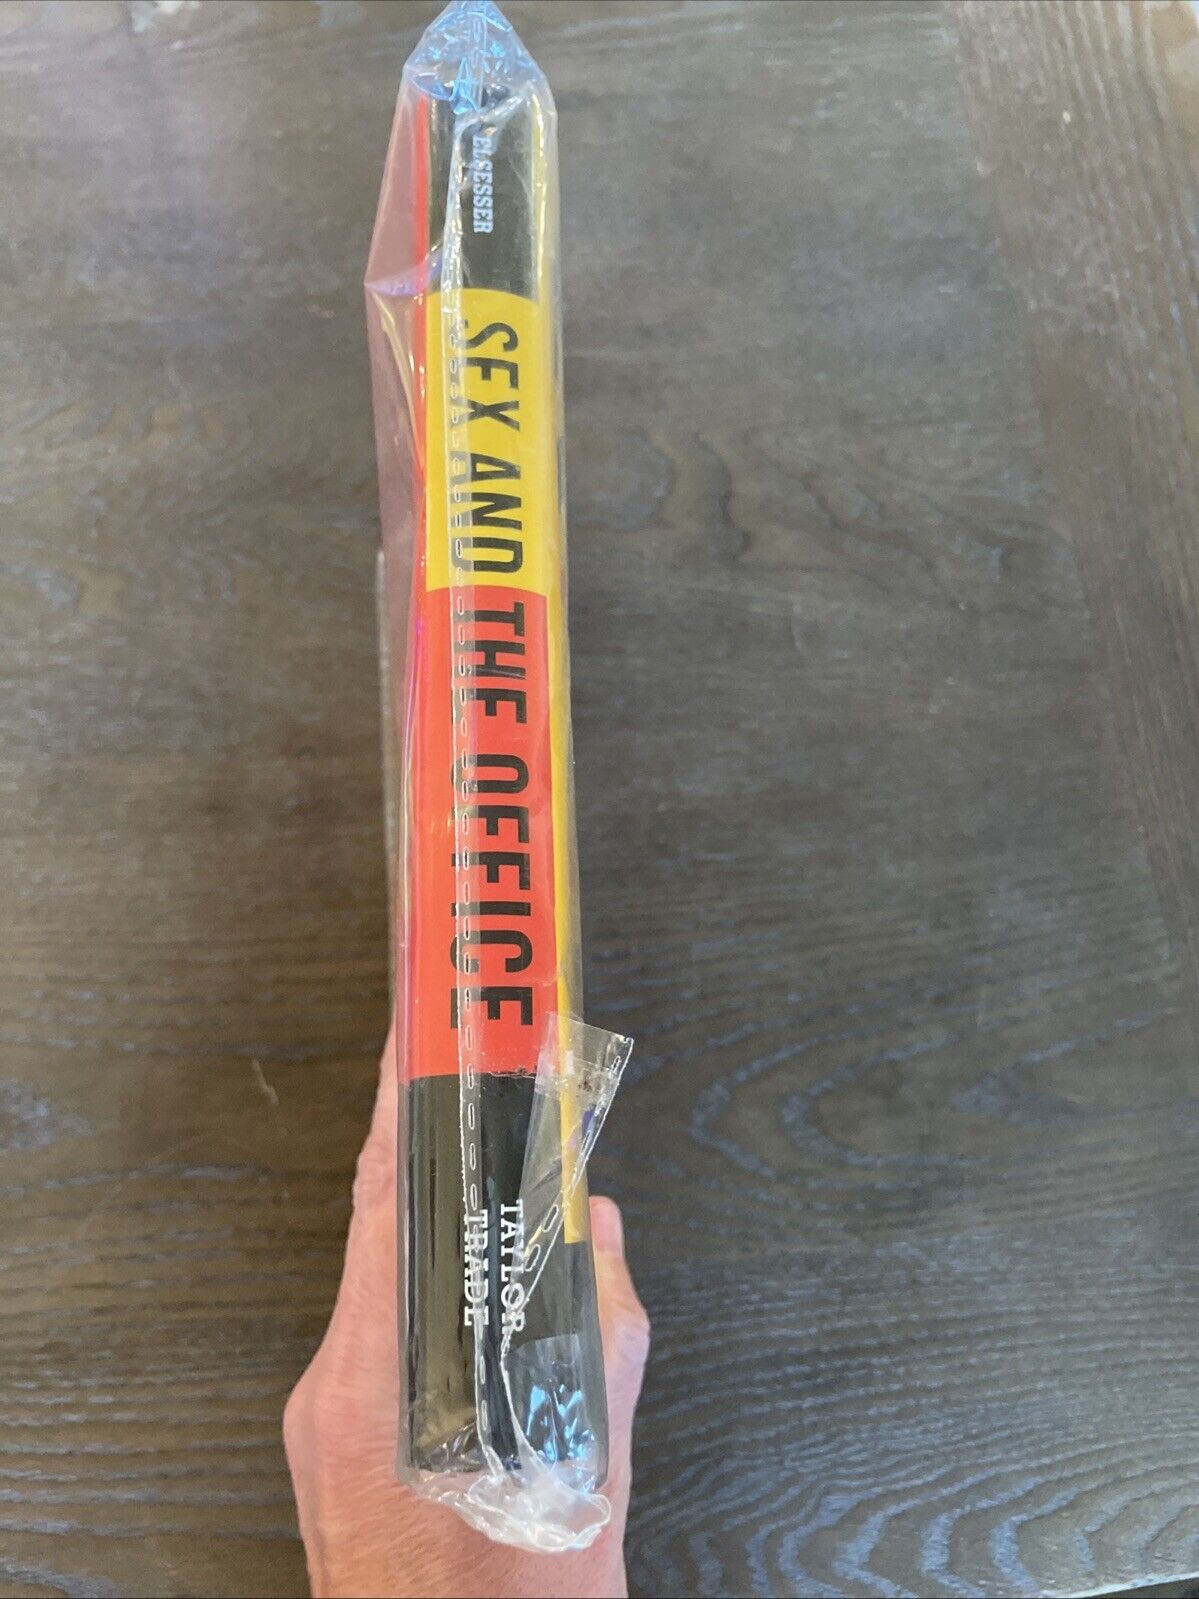 ELSESSER
SEX AND THE OFFICE
TAYLOR
TRADE